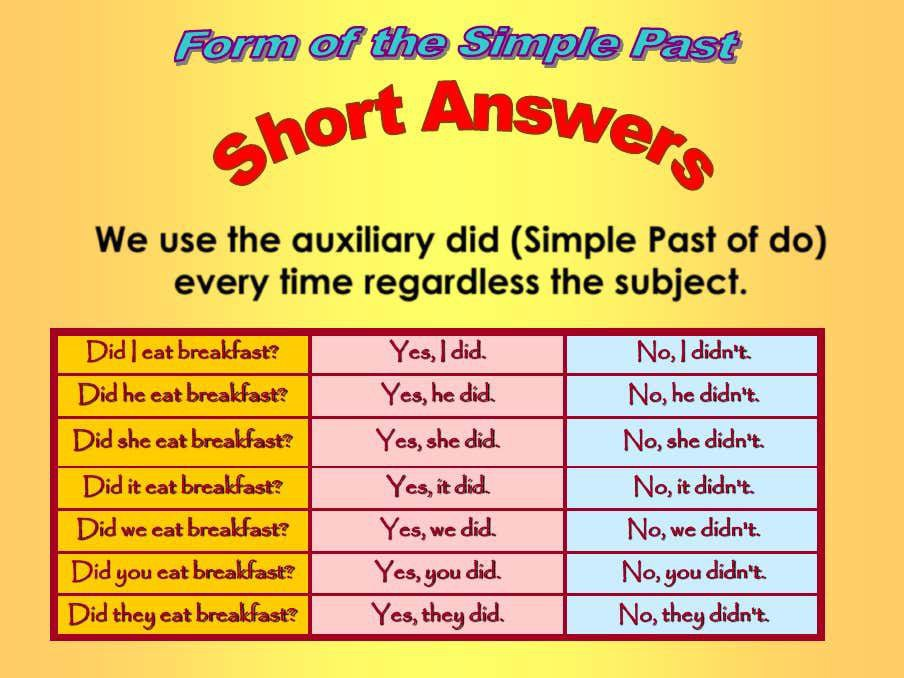 Form of the Simple Past
Short Answers
We use the auxiliary did (Simple Past of do)
every time regardless the subject.
Did I eat breakfast? Yes, I did. No, I didn't.
Did he eat breakfast? Yes, he did. No, he didn't.
Did she eat breakfast? Yes, she did. No, she didn't.
Did it eat breakfast? Yes, it did. No, it didn't.
Did we eat breakfast? Yes, we did. No, we didn't.
Did you eat breakfast? Yes, you did. No, you didn't.
Did they eat breakfast? Yes, they did. No, they didn't.